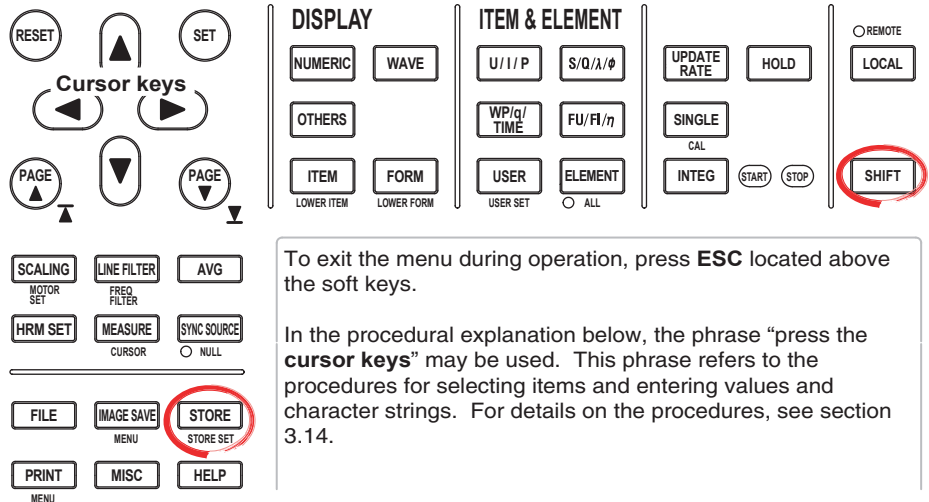 RESET
SET
Cursor keys
PAGE
PAGE
DISPLAY
NUMERIC
WAVE
OTHERS
ITEM
FORM
LOWER ITEM
LOWER FORM
ITEM & ELEMENT
U/I/P
S/Q/λ/ϕ
WP/q/
TIME
FU/FI/η
USER
ELEMENT
USER SET
ALL
UPDATE
RATE
HOLD
SINGLE
CAL
INTEG
START
STOP
REMOTE
LOCAL
SHIFT
SCALING
LINE FILTER
AVG
MOTOR
SET
FREQ
FILTER
HRM SET
MEASURE
SYNC SOURCE
CURSOR
NULL
FILE
IMAGE SAVE
STORE
MENU
STORE SET
PRINT
MISC
HELP
MENU
To exit the menu during operation, press ESC located above
the soft keys.
In the procedural explanation below, the phrase “press the
cursor keys” may be used. This phrase refers to the
procedures for selecting items and entering values and
character strings. For details on the procedures, see section
3.14.